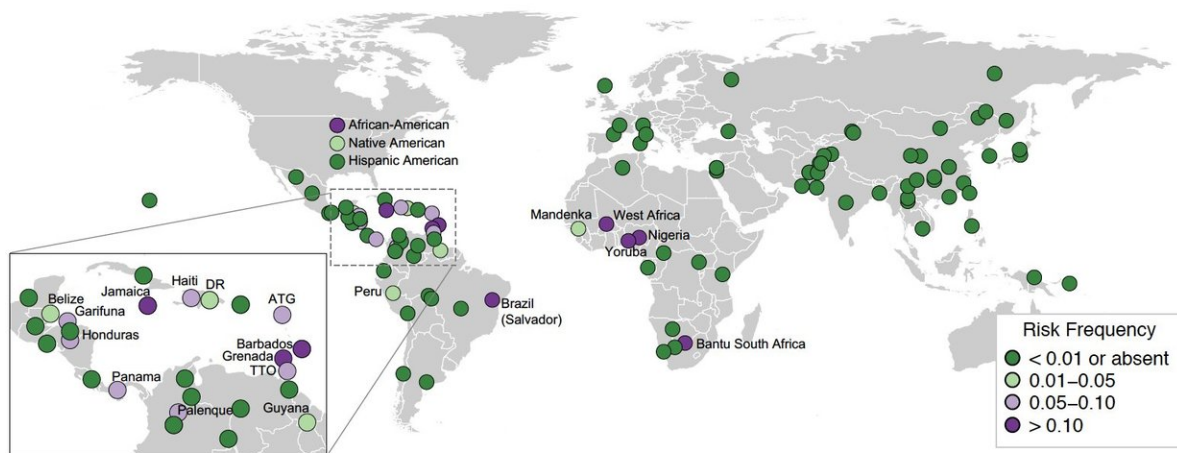 African-American
Native American
Hispanic American
Mandenka
West Africa
Nigeria
Yoruba
Peru
Brazil
(Salvador)
Bantu South Africa
Haiti
DR
Jamaica
ATG
Belize
Garifuna
Honduras
Barbados
Grenada
TTO
Panama
Palenque
Guyana
Risk Frequency
< 0.01 or absent
0.01–0.05
0.05–0.10
> 0.10